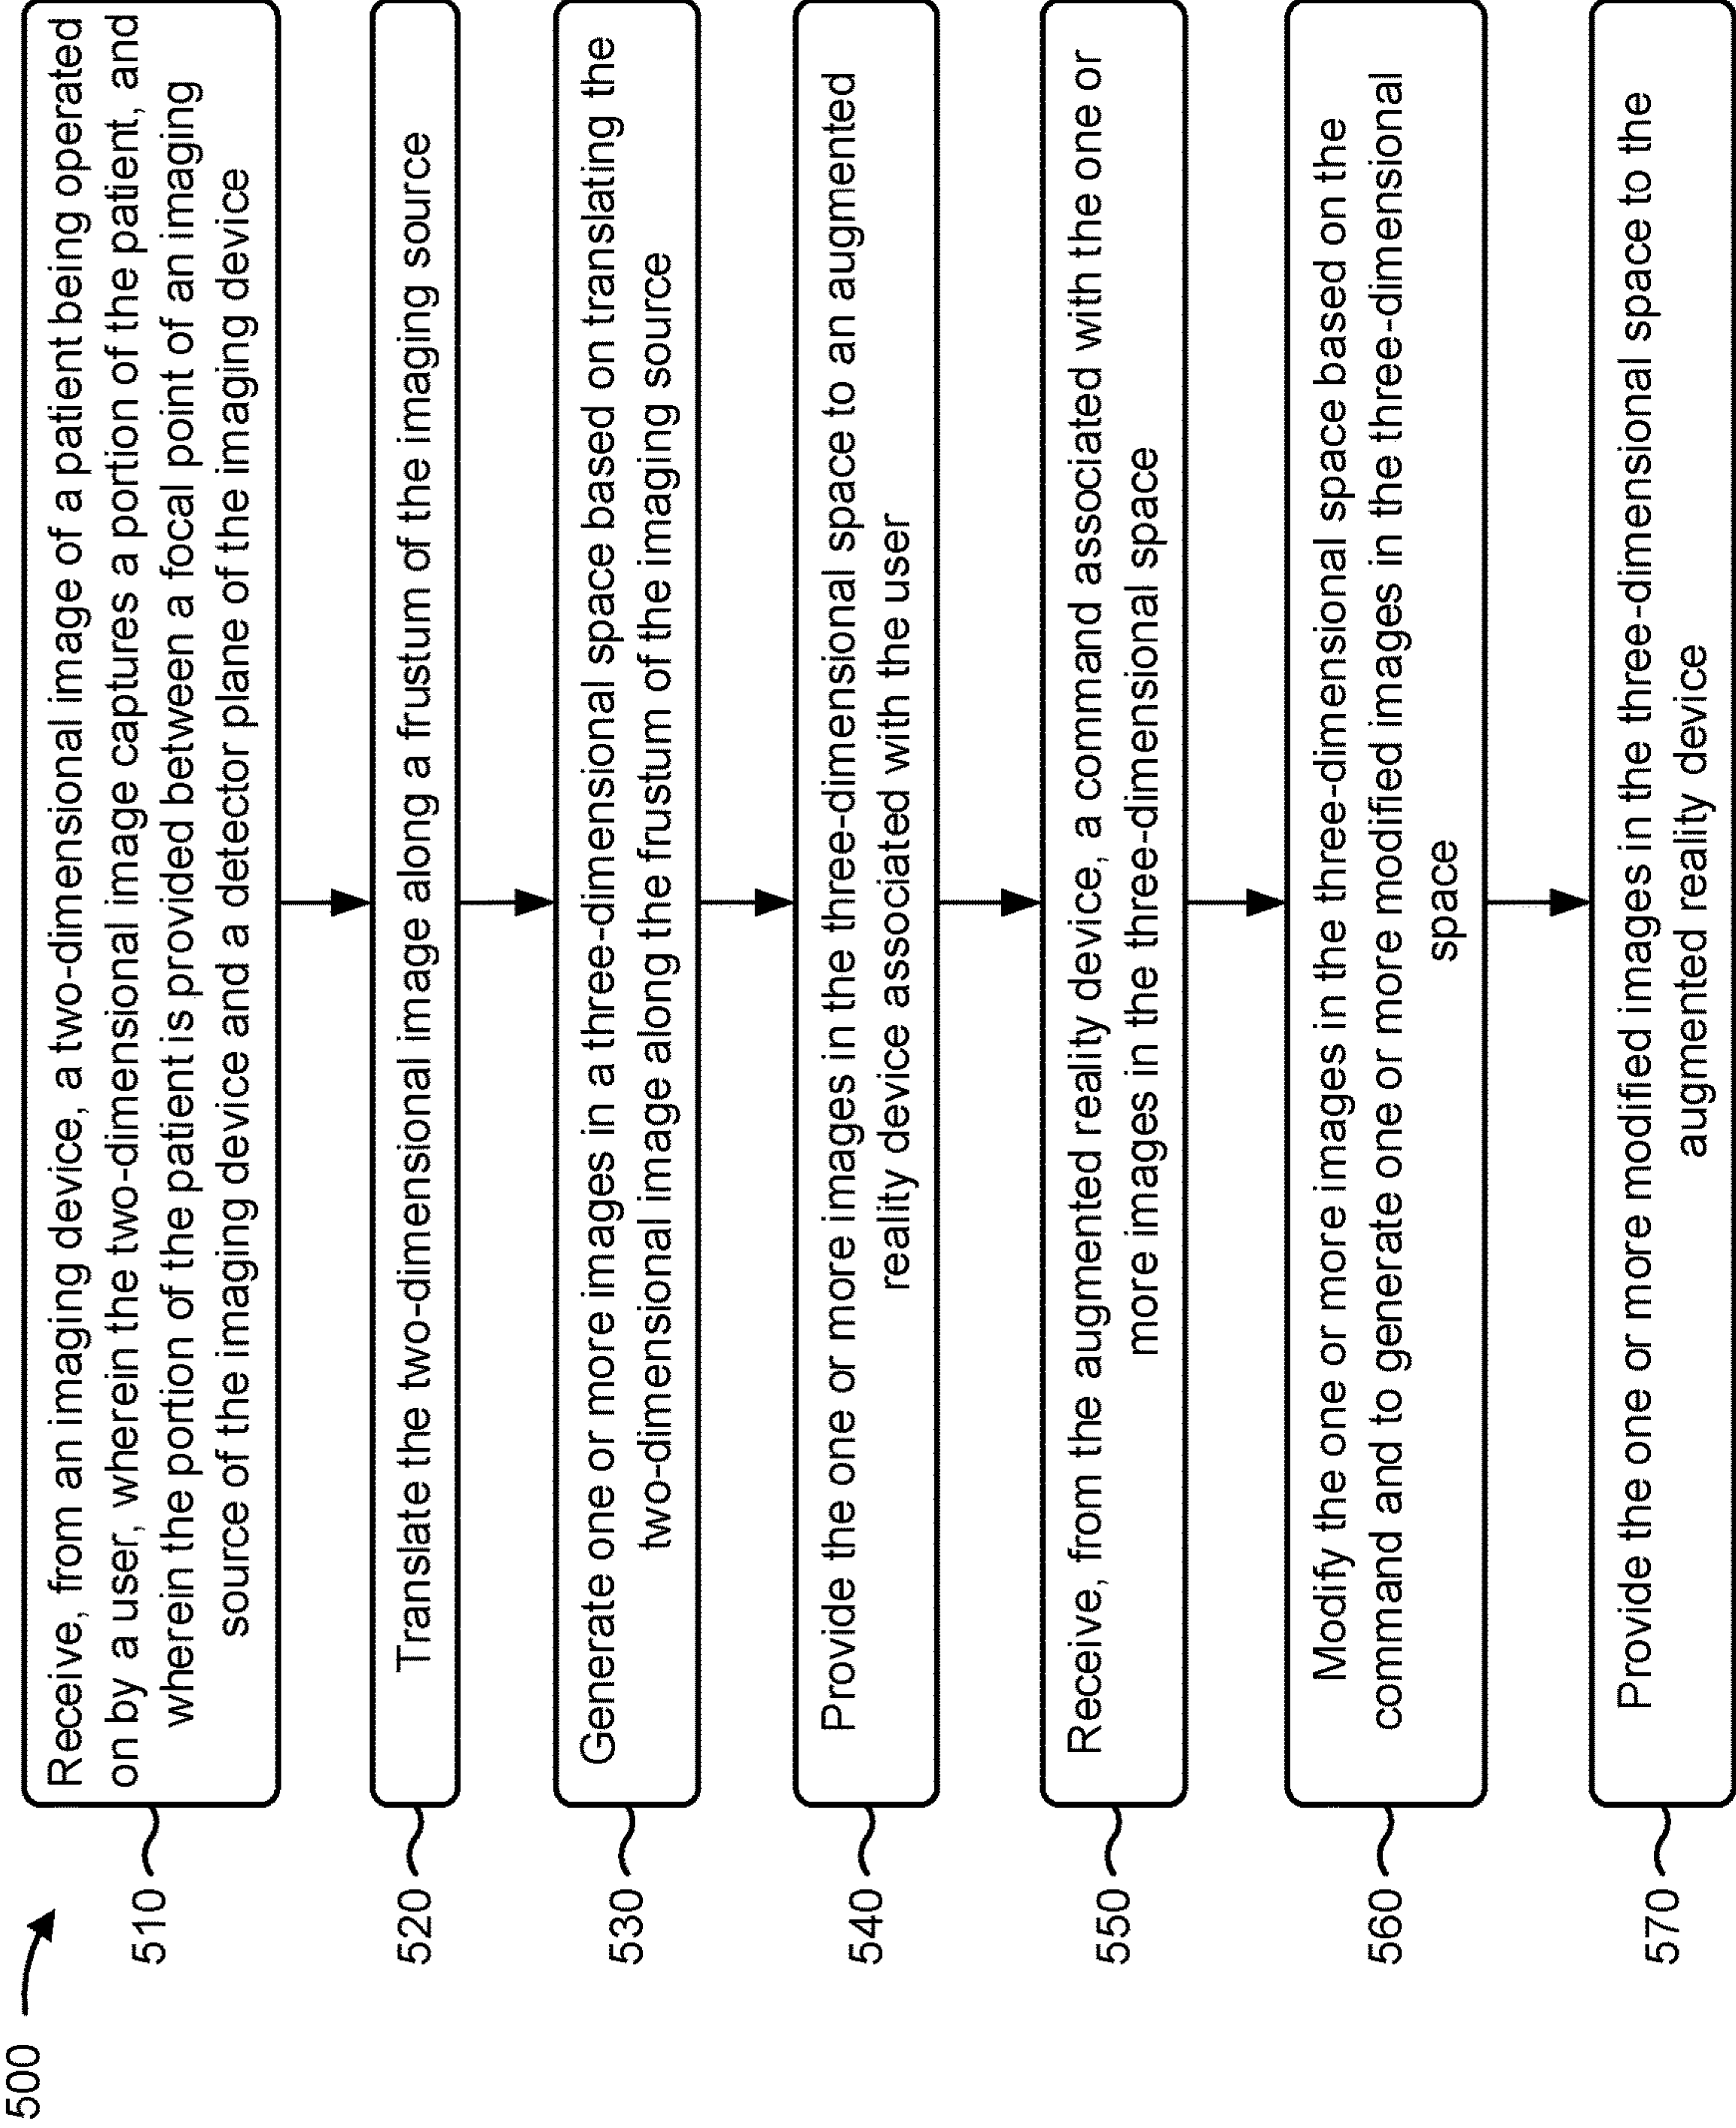 500
510
Receive, from an imaging device, a two-dimensional image of a patient being operated
on by a user, wherein the two-dimensional image captures a portion of the patient, and
wherein the portion of the patient is provided between a focal point of an imaging
source of the imaging device and a detector plane of the imaging device
520
Translate the two-dimensional image along a frustum of the imaging source
530
Generate one or more images in a three-dimensional space based on translating the
two-dimensional image along the frustum of the imaging source
540
Provide the one or more images in the three-dimensional space to an augmented
reality device associated with the user
550
Receive, from the augmented reality device, a command associated with the one or
more images in the three-dimensional space
560
Modify the one or more images in the three-dimensional space based on the
command and to generate one or more modified images in the three-dimensional
space
570
Provide the one or more modified images in the three-dimensional space to the
augmented reality device